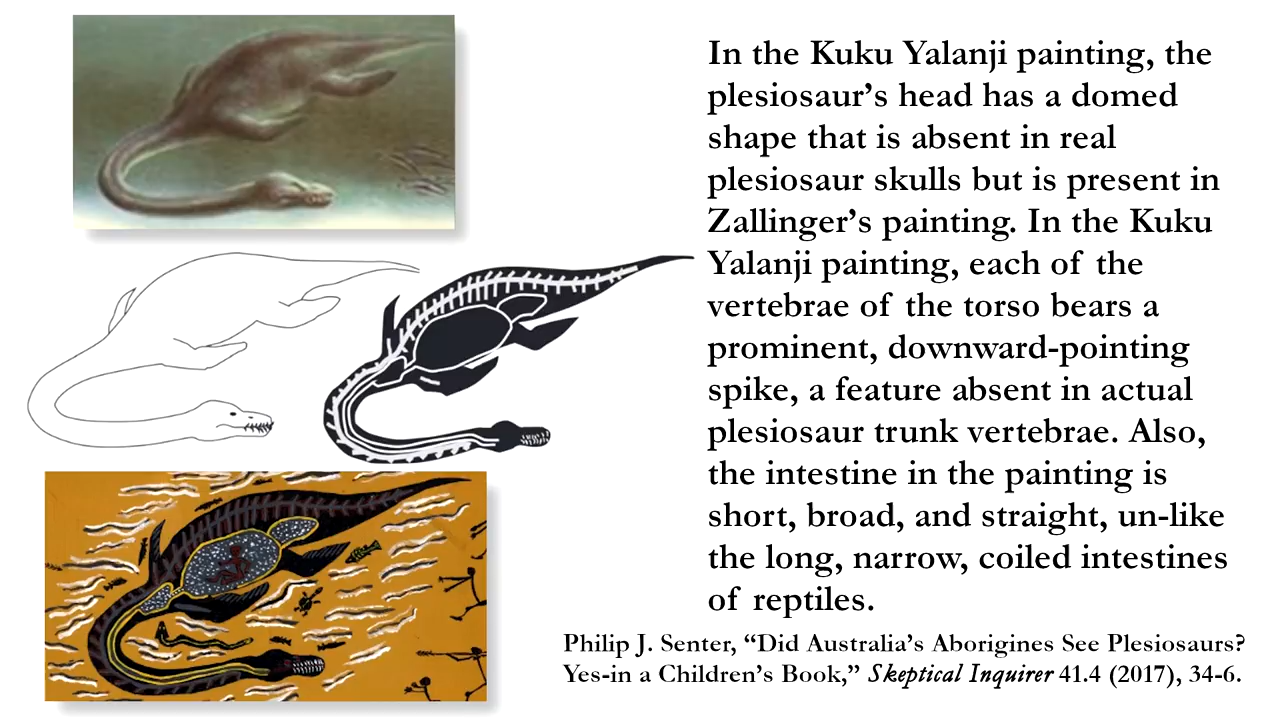 In the Kuku Yalanji painting, the
plesiosaur’s head has a domed
shape that is absent in real
plesiosaur skulls but is present in
Zallinger’s painting. In the Kuku
Yalanji painting, each of the
vertebrae of the torso bears a
prominent, downward-pointing
spike, a feature absent in actual
plesiosaur trunk vertebrae. Also,
the intestine in the painting is
short, broad, and straight, un-like
the long, narrow, coiled intestines
of reptiles.
Philip J. Senter, “Did Australia’s Aborigines See Plesiosaurs?
Yes-in a Children’s Book,” Skeptical Inquirer 41.4 (2017), 34-6.